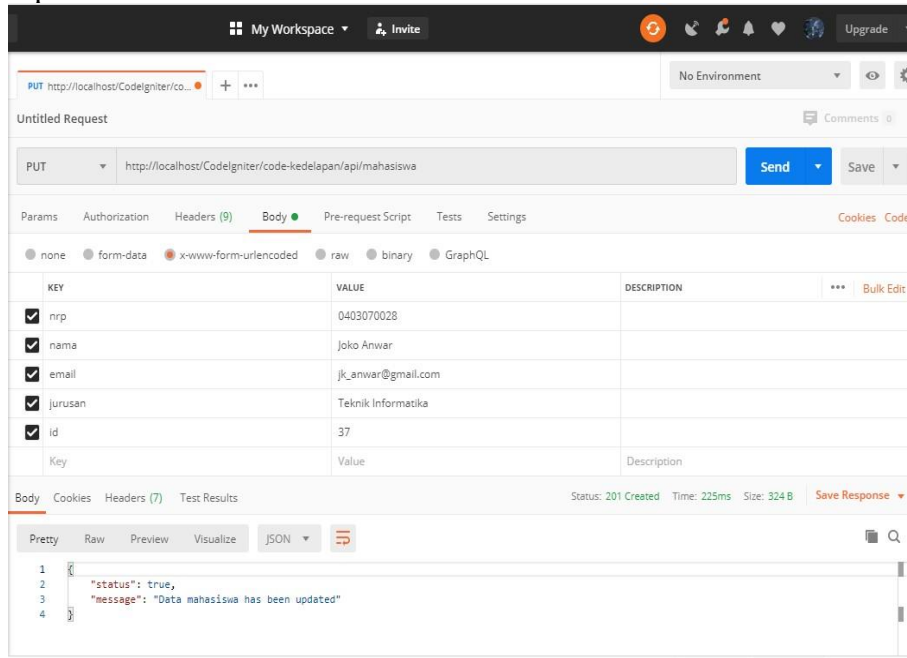 My Workspace Invite Upgrade
PUT http://localhost/CodeIgniter/co... No Environment
Untitled Request Comments 0
PUT http://localhost/CodeIgniter/code-kedelapan/api/mahasiswa Send Save
Params Authorization Headers (9) Body Pre-request Script Tests Settings Cookies Code
none form-data x-www-form-urlencoded raw binary GraphQL
KEY VALUE DESCRIPTION Bulk Edit
nrp 0403070028
nama Joko Anwar
email jk_anwar@gmail.com
jurusan Teknik Informatika
id 37
Key Value Description
Body Cookies Headers (7) Test Results Status: 201 Created Time: 225ms Size: 324 B Save Response
Pretty Raw Preview Visualize JSON
1 {
2 "status": true,
3 "message": "Data mahasiswa has been updated"
4 }